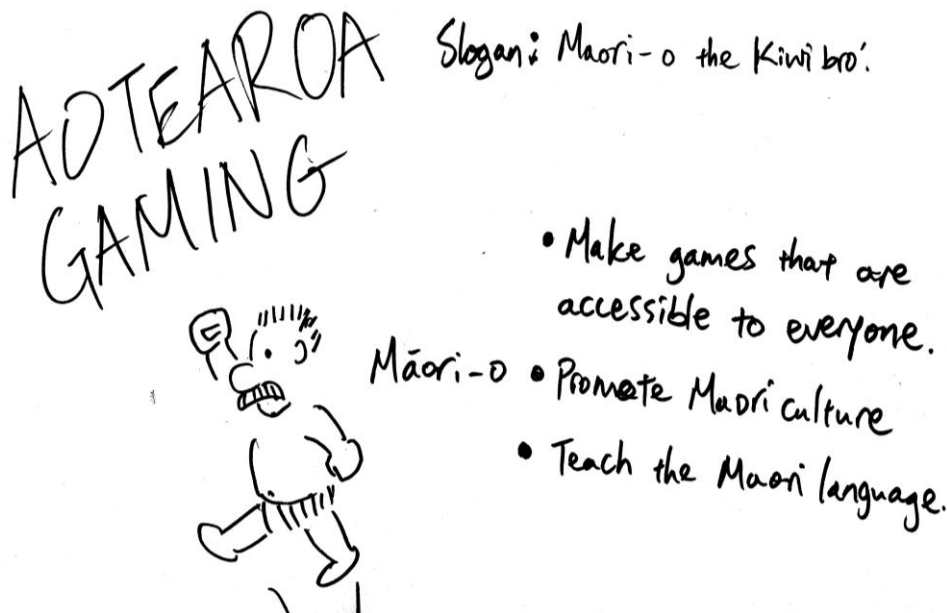 AOTEAROA
GAMING
Slogan: Maori-o the Kiwi bro'.
• Make games that are
accessible to everyone.
Māori-o
• Promote Maori culture
• Teach the Maori language.